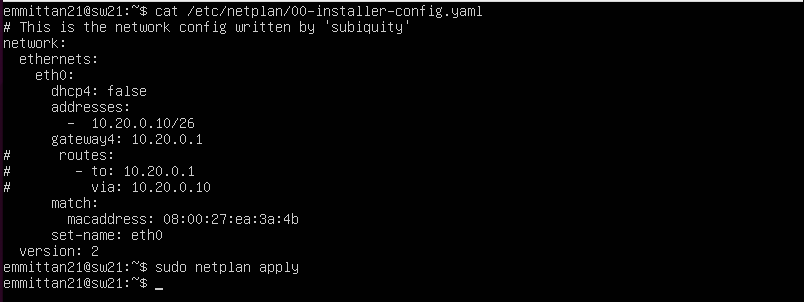 emmittan21@sw21:~$ cat /etc/netplan/00-installer-config.yaml
# This is the network config written by 'subiquity'
network:
  ethernets:
    eth0:
      dhcp4: false
      addresses:
        -  10.20.0.10/26
      gateway4: 10.20.0.1
#      routes:
#        - to: 10.20.0.1
#          via: 10.20.0.10
      match:
        macaddress: 08:00:27:ea:3a:4b
      set-name: eth0
  version: 2
emmittan21@sw21:~$ sudo netplan apply
emmittan21@sw21:~$ _